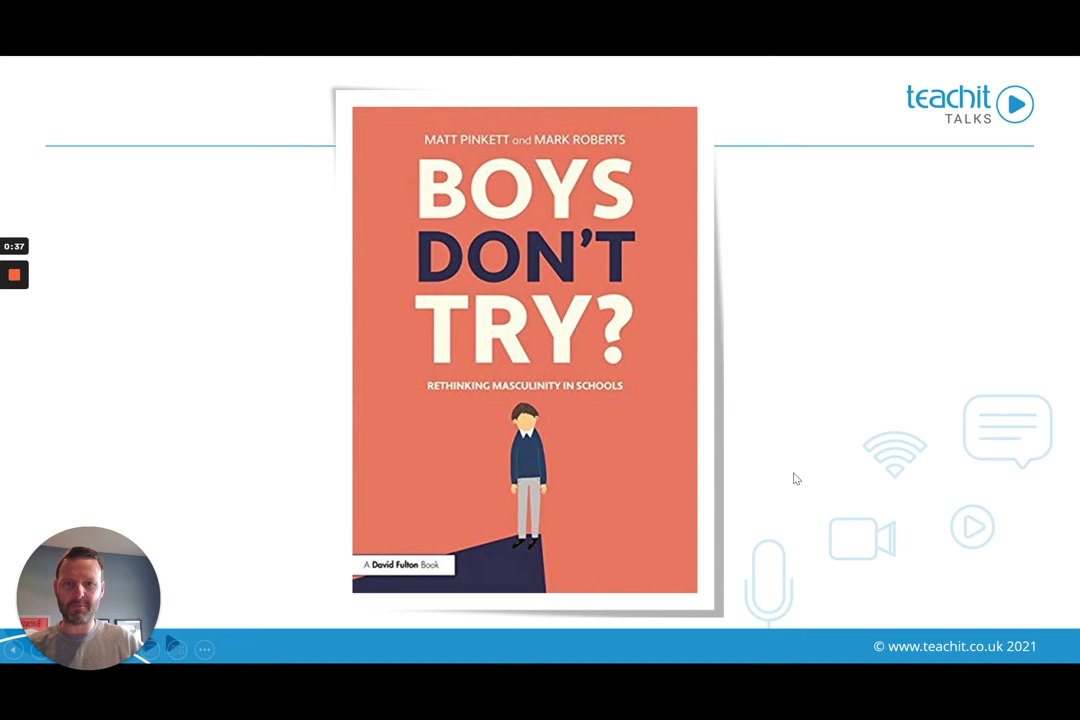 teachit
TALKS
MATT PINKETT and MARK ROBERTS
BOYS
DON'T
TRY?
RETHINKING MASCULINITY IN SCHOOLS
0:37
A David Fulton Book
© www.teachit.co.uk 2021